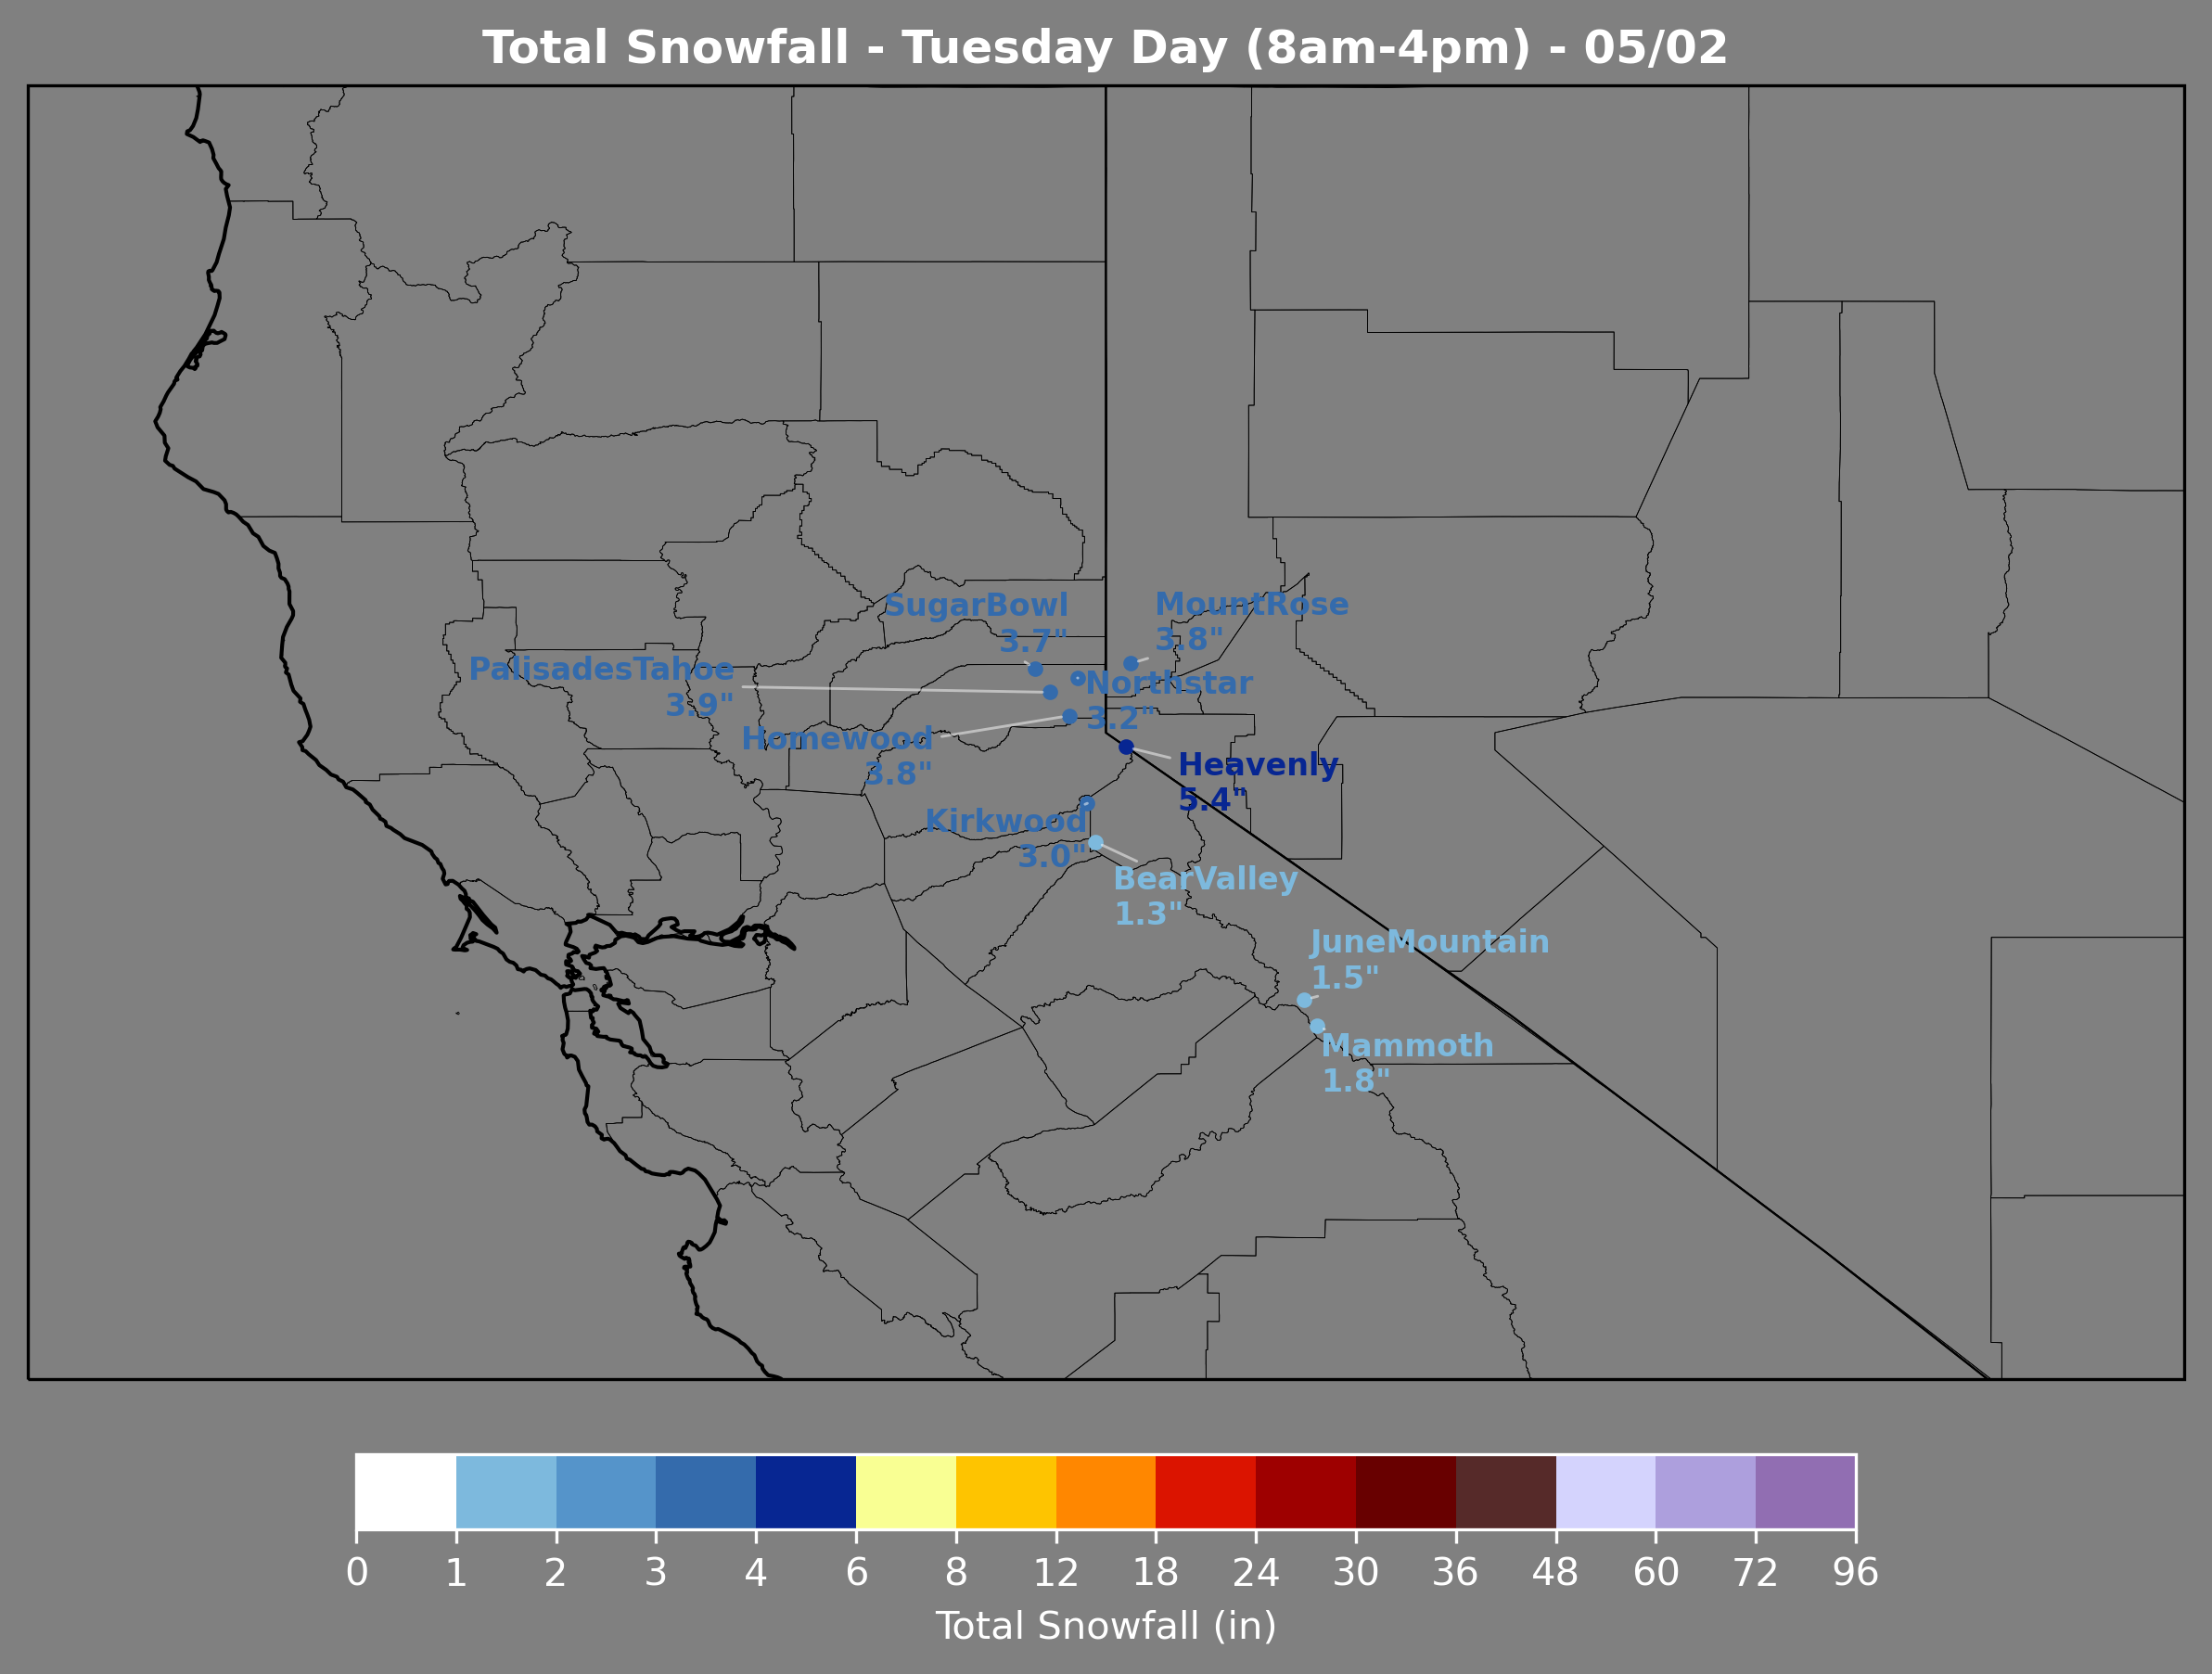 Total Snowfall - Tuesday Day (8am-4pm) - 05/02
SugarBowl
3.7"
MountRose
3.8"
PalisadesTahoe
3.9"
Northstar
3.2"
Homewood
3.8"
Heavenly
5.4"
Kirkwood
3.0"
BearValley
1.3"
JuneMountain
1.5"
Mammoth
1.8"
0 1 2 3 4 6 8 12 18 24 30 36 48 60 72 96
Total Snowfall (in)